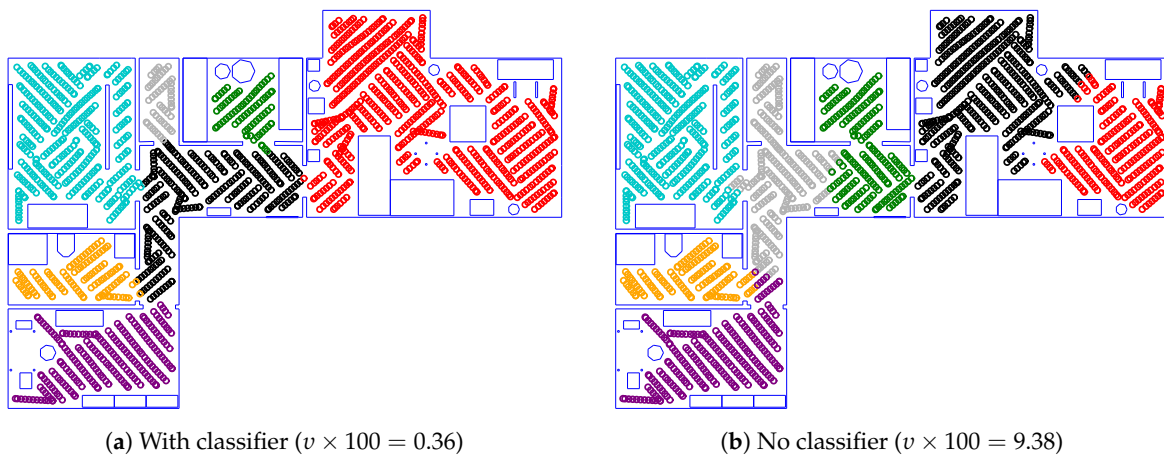 (a) With classifier (v × 100 = 0.36)
(b) No classifier (v × 100 = 9.38)